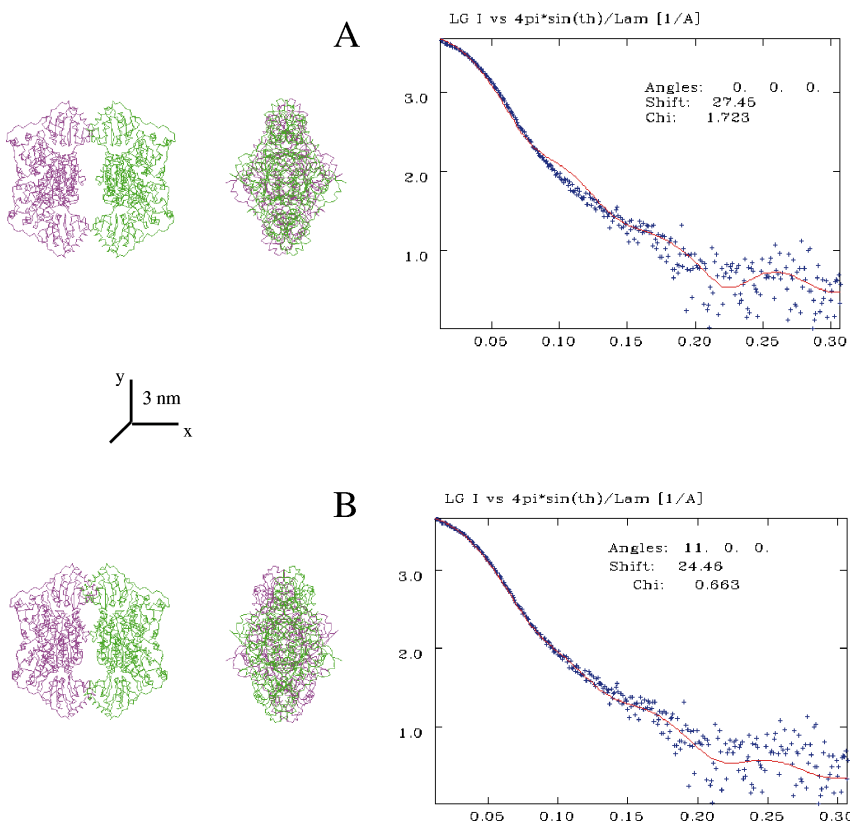 A
LG I vs 4pi*sin(th)/Lam [1/A]
Angles: 0. 0. 0.
Shift: 27.45
Chi: 1.723
3.0
2.0
1.0
0.05 0.10 0.15 0.20 0.25 0.30
y
3 nm
x
B
LG I vs 4pi*sin(th)/Lam [1/A]
Angles: 11. 0. 0.
Shift: 24.46
Chi: 0.663
3.0
2.0
1.0
0.05 0.10 0.15 0.20 0.25 0.30